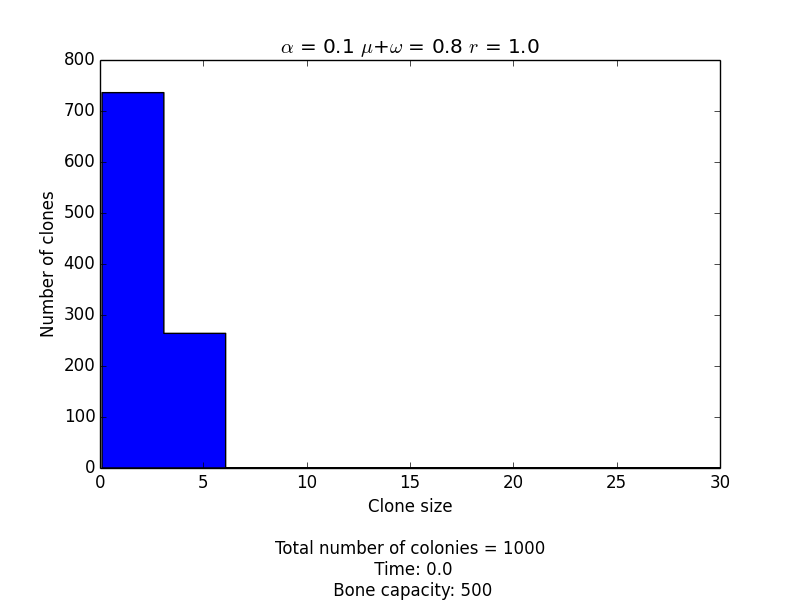 α = 0.1 μ+ω = 0.8 r = 1.0
800
700
600
500
400
300
200
100
0
Number of clones
0 5 10 15 20 25 30
Clone size
Total number of colonies = 1000
Time: 0.0
Bone capacity: 500